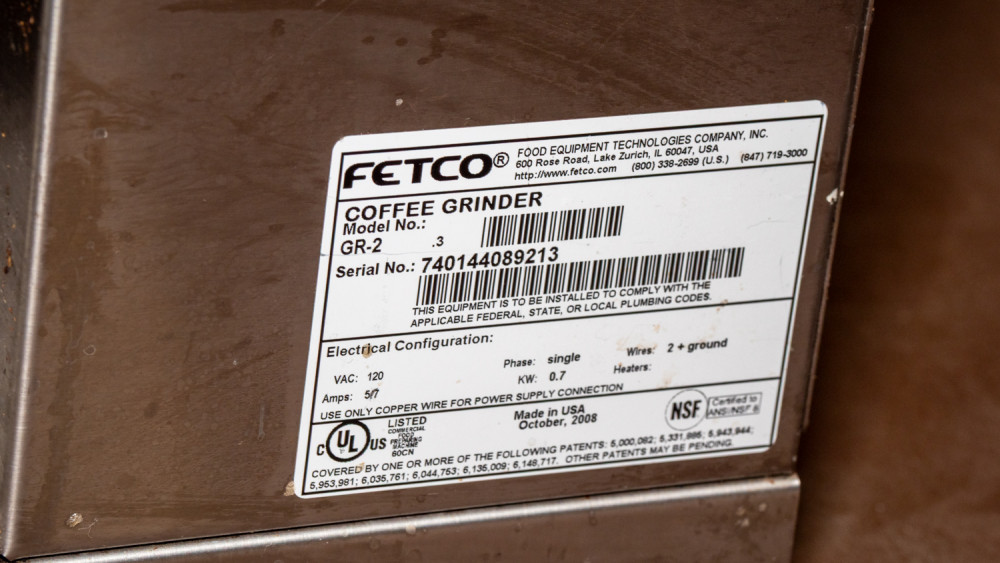 FETCO®
FOOD EQUIPMENT TECHNOLOGIES COMPANY, INC.
600 Rose Road, Lake Zurich, IL 60047, USA
http://www.fetco.com (800) 338-2699 (U.S.) (847) 719-3000
COFFEE GRINDER
Model No.:
GR-2 .3
Serial No.: 740144089213
THIS EQUIPMENT IS TO BE INSTALLED TO COMPLY WITH THE
APPLICABLE FEDERAL, STATE, OR LOCAL PLUMBING CODES.
Electrical Configuration:
VAC: 120 Phase: single Wires: 2 + ground
Amps: 5/7 KW: 0.7 Heaters:
USE ONLY COPPER WIRE FOR POWER SUPPLY CONNECTION
C UL US
LISTED
COMMERCIAL
FOOD
PREPARING
MACHINE
60CN
Made in USA
October, 2008
NSF
Certified to
ANSI/NSF 8
COVERED BY ONE OR MORE OF THE FOLLOWING PATENTS: 5,000,082; 5,331,885; 5,943,944;
5,953,981; 6,035,761; 6,044,753; 6,135,009; 6,148,717. OTHER PATENTS MAY BE PENDING.